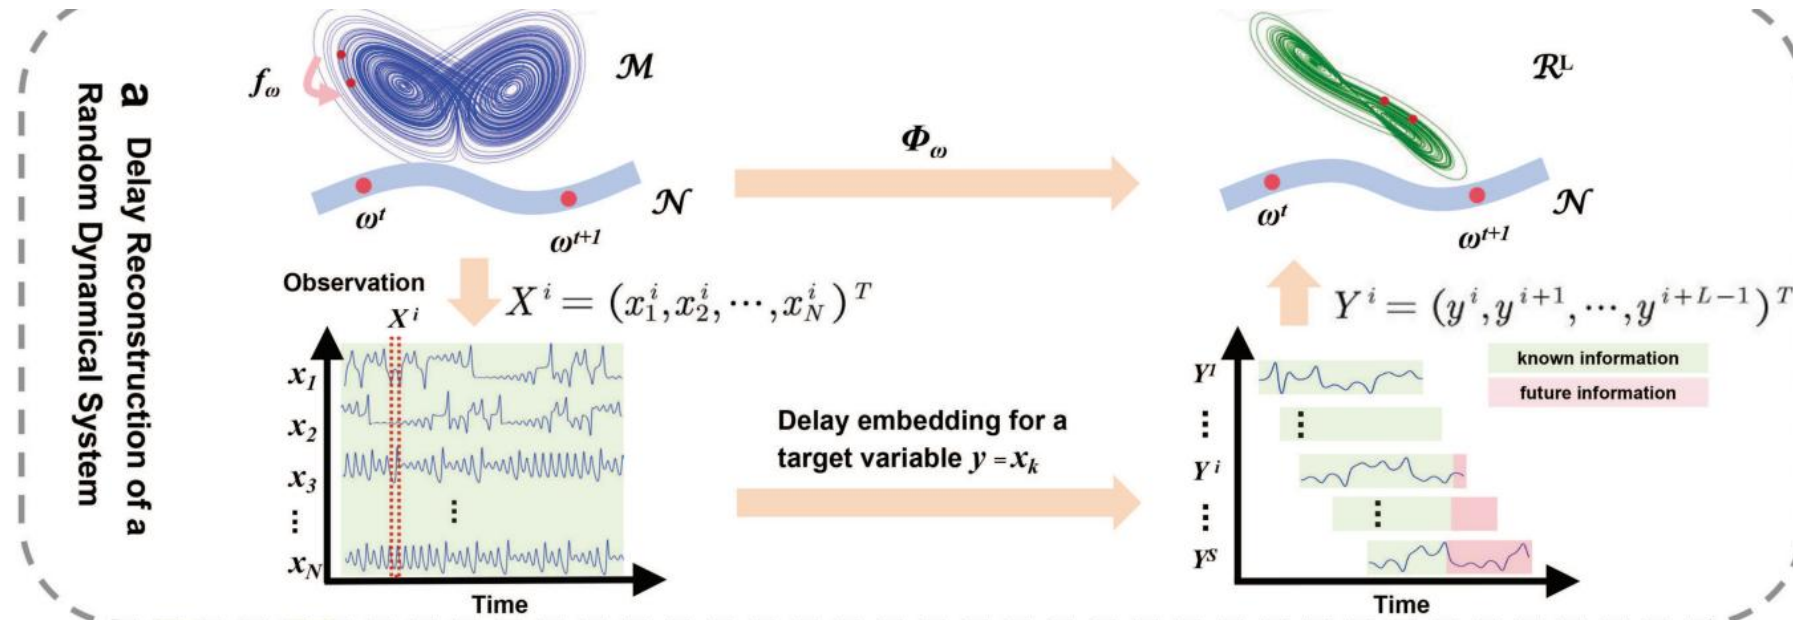 a Delay Reconstruction of a
Random Dynamical System
f_ω
ℳ
ω^t
ω^{t+1}
𝒩
Φ_ω
ℛ^L
ω^t
ω^{t+1}
𝒩
Observation
X^i = (x_1^i, x_2^i, ⋯, x_N^i)^T
X^i
x_1
x_2
x_3
⋮
⋮
x_N
Time
Delay embedding for a
target variable y = x_k
Y^i = (y^i, y^{i+1}, ⋯, y^{i+L-1})^T
known information
future information
Y^1
⋮
⋮
Y^i
⋮
⋮
Y^S
Time